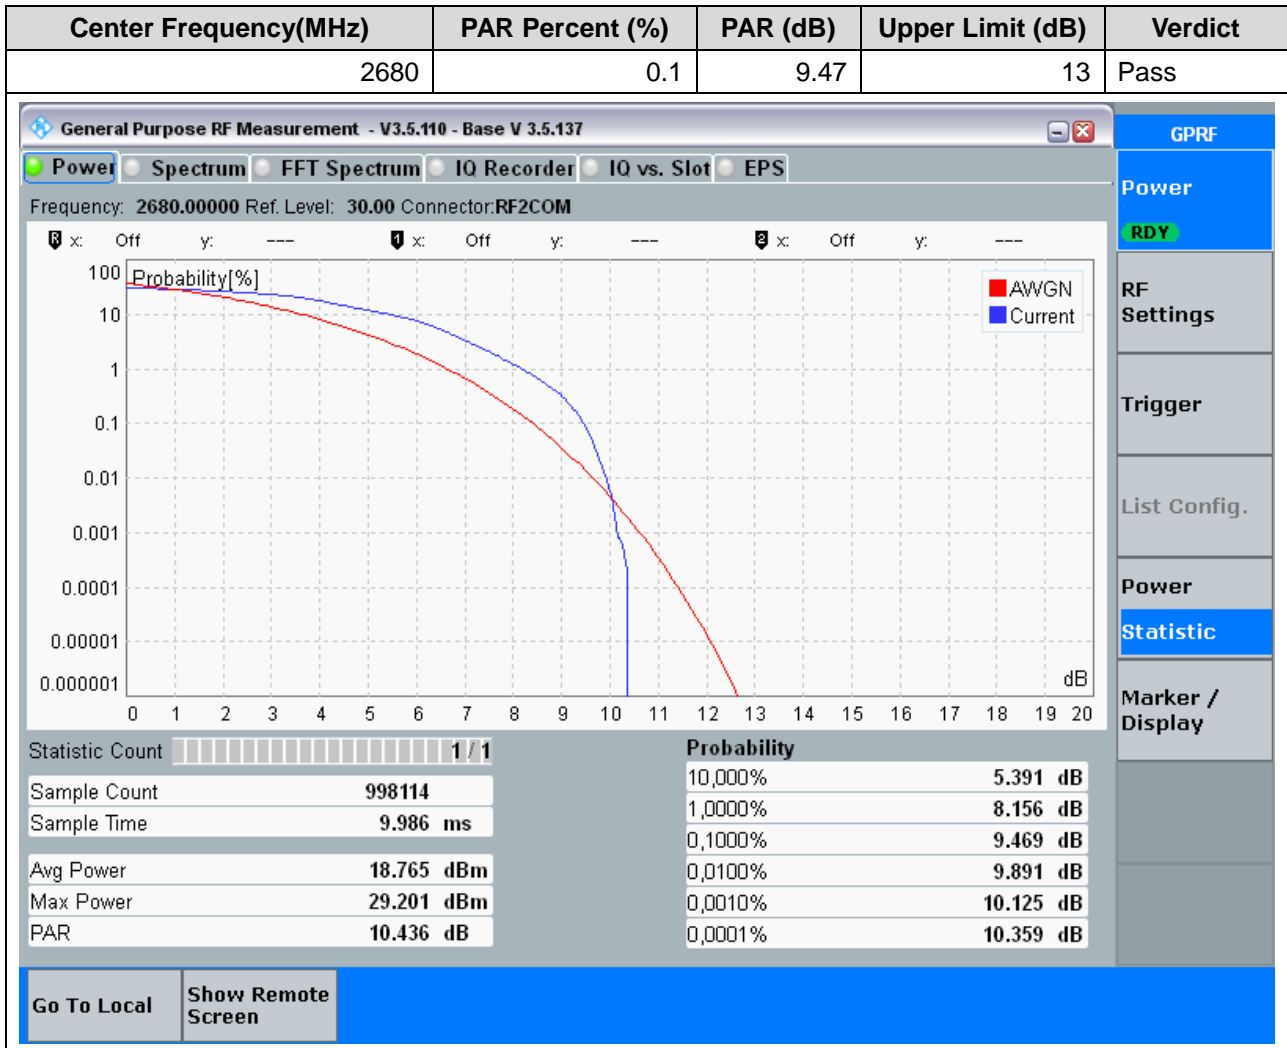 Center Frequency(MHz) PAR Percent (%) PAR (dB) Upper Limit (dB) Verdict
2680 0.1 9.47 13 Pass
General Purpose RF Measurement - V3.5.110 - Base V 3.5.137
GPRF
Power Spectrum FFT Spectrum IQ Recorder IQ vs. Slot EPS
Frequency: 2680.00000 Ref. Level: 30.00 Connector:RF2COM
R x: Off y: --- 1 x: Off y: --- 2 x: Off y: ---
Probability[%]
AWGN
Current
100
10
1
0.1
0.01
0.001
0.0001
0.00001
0.000001
dB
0 1 2 3 4 5 6 7 8 9 10 11 12 13 14 15 16 17 18 19 20
Statistic Count 1 / 1
Sample Count 998114
Sample Time 9.986 ms
Avg Power 18.765 dBm
Max Power 29.201 dBm
PAR 10.436 dB
Probability
10,000% 5.391 dB
1,0000% 8.156 dB
0,1000% 9.469 dB
0,0100% 9.891 dB
0,0010% 10.125 dB
0,0001% 10.359 dB
Power
RDY
RF
Settings
Trigger
List Config.
Power
Statistic
Marker /
Display
Go To Local
Show Remote
Screen